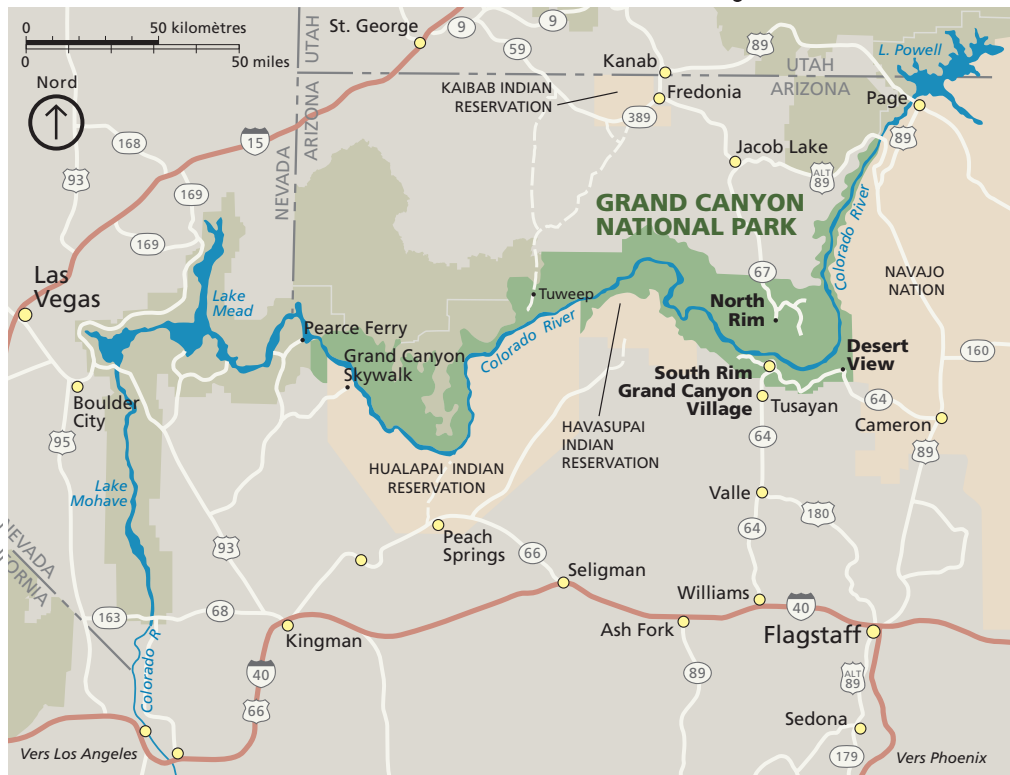 0 50 kilomètres
0 50 miles
Nord
St. George
9
9
59
89
L. Powell
UTAH
ARIZONA
Kanab
UTAH
ARIZONA
KAIBAB INDIAN
RESERVATION
Fredonia
Page
389
15
168
89
Jacob Lake
93
ALT
89
169
NEVADA
GRAND CANYON
NATIONAL PARK
Colorado River
169
Las
Vegas
Lake
Mead
67
NAVAJO
NATION
Tuweep
North
Rim
Pearce Ferry
Colorado River
Grand Canyon
Skywalk
Desert
View
160
South Rim
Grand Canyon
Village
Boulder
City
Tusayan
64
Cameron
95
HAVASUPAI
INDIAN
RESERVATION
64
89
HUALAPAI INDIAN
RESERVATION
Lake
Mohave
Valle
180
NEVADA
Peach
Springs
93
66
64
Seligman
Williams
163
68
40
Kingman
Ash Fork
Flagstaff
Colorado R
40
89
ALT
89
66
Sedona
Vers Los Angeles
179
Vers Phoenix